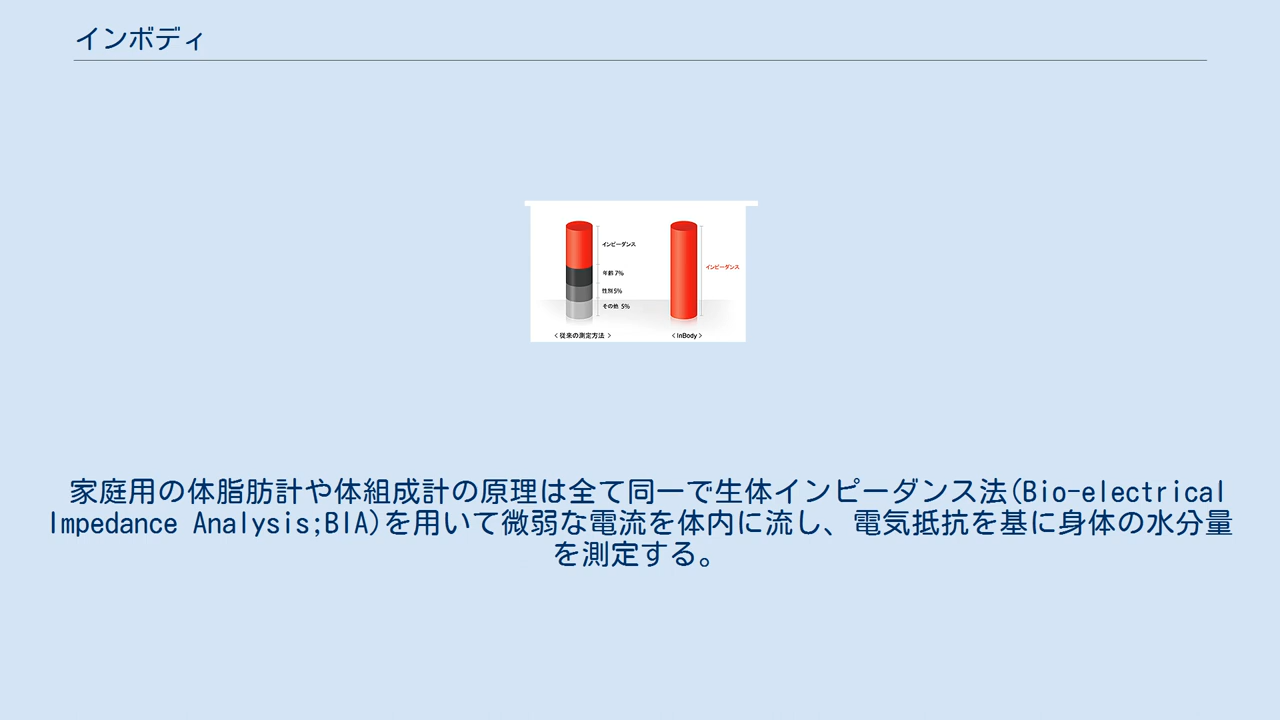 インボディ
インピーダンス
年齢 7%
性別5%
その他 5%
<従来の測定方法>
インピーダンス
<InBody>
家庭用の体脂肪計や体組成計の原理は全て同一で生体インピーダンス法(Bio-electrical
Impedance Analysis;BIA)を用いて微弱な電流を体内に流し、電気抵抗を基に身体の水分量
を測定する。